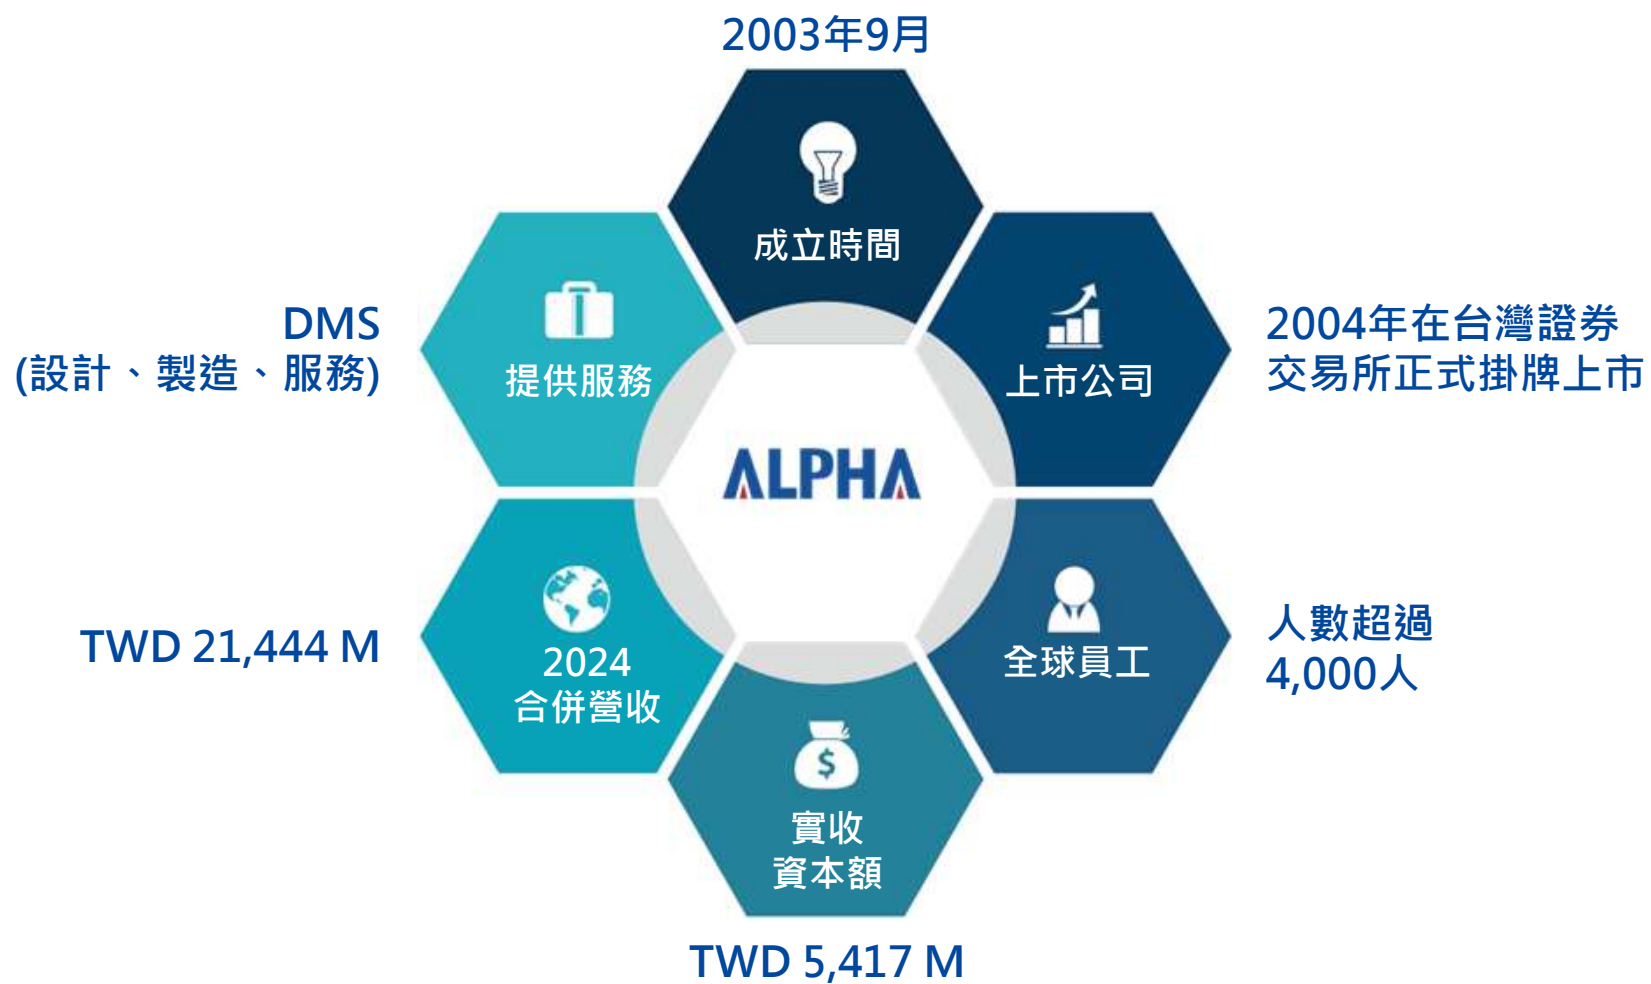 2003年9月
成立時間
DMS
(設計、製造、服務)
提供服務
上市公司
2004年在台灣證券
交易所正式掛牌上市
ALPHA
TWD 21,444 M
2024
合併營收
全球員工
人數超過
4,000人
$
實收
資本額
TWD 5,417 M